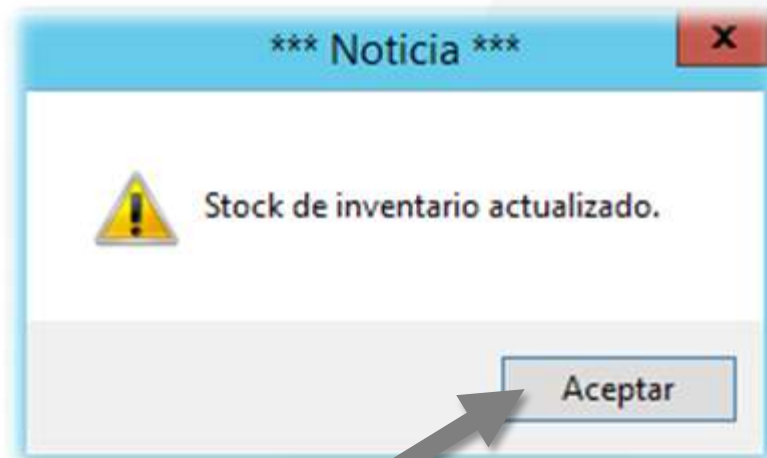 *** Noticia ***
x
Stock de inventario actualizado.
Aceptar